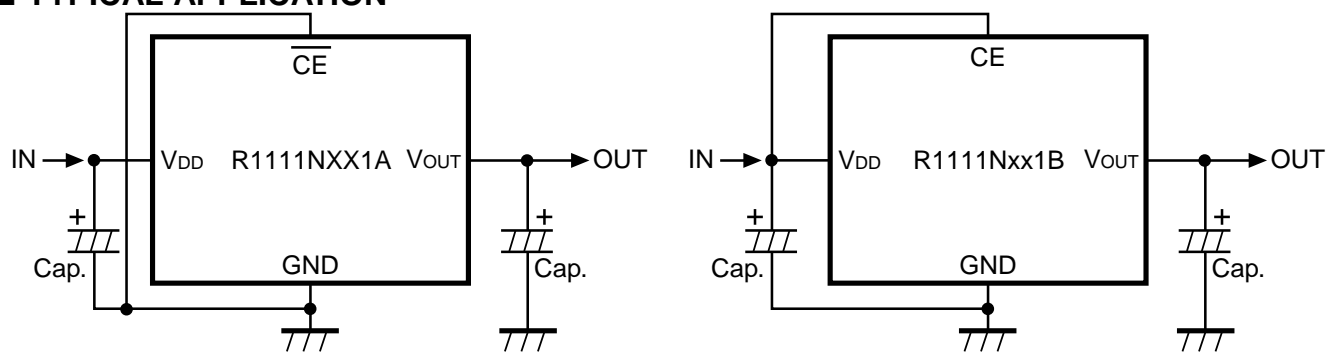 TYPICAL APPLICATION
CE
IN
VDD
R1111NXX1A
VOUT
OUT
+
Cap.
+
Cap.
GND
CE
IN
VDD
R1111Nxx1B
VOUT
OUT
+
Cap.
+
Cap.
GND